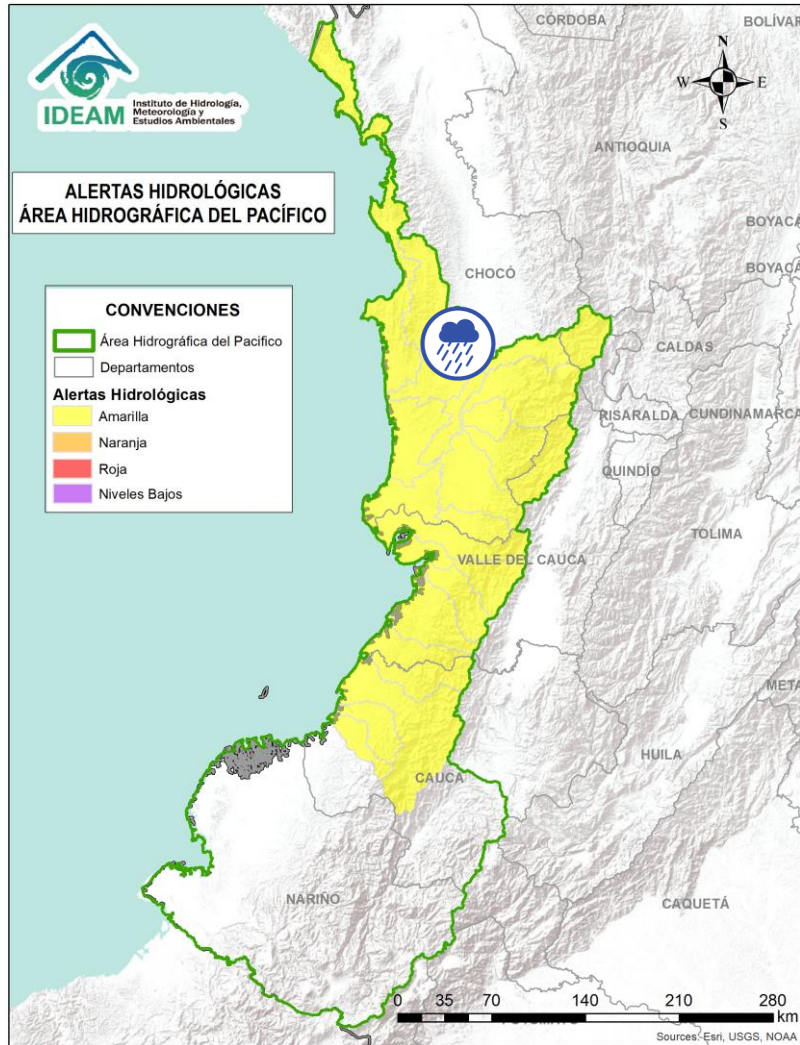 CÓRDOBA
BOLÍVAR
IDEAM
Instituto de Hidrología,
Meteorología y
Estudios Ambientales
N
W
E
S
ANTIOQUIA
ALERTAS HIDROLÓGICAS
ÁREA HIDROGRÁFICA DEL PACÍFICO
BOYACÁ
BOYACÁ
CHOCÓ
CONVENCIONES
Área Hidrográfica del Pacifico
Departamentos
Alertas Hidrológicas
Amarilla
Naranja
Roja
Niveles Bajos
CALDAS
RISARALDA
CUNDINAMARCA
QUINDÍO
TOLIMA
VALLE DEL CAUCA
META
HUILA
CAUCA
NARIÑO
CAQUETÁ
0 35 70 140 210 280
km
Sources: Esri, USGS, NOAA